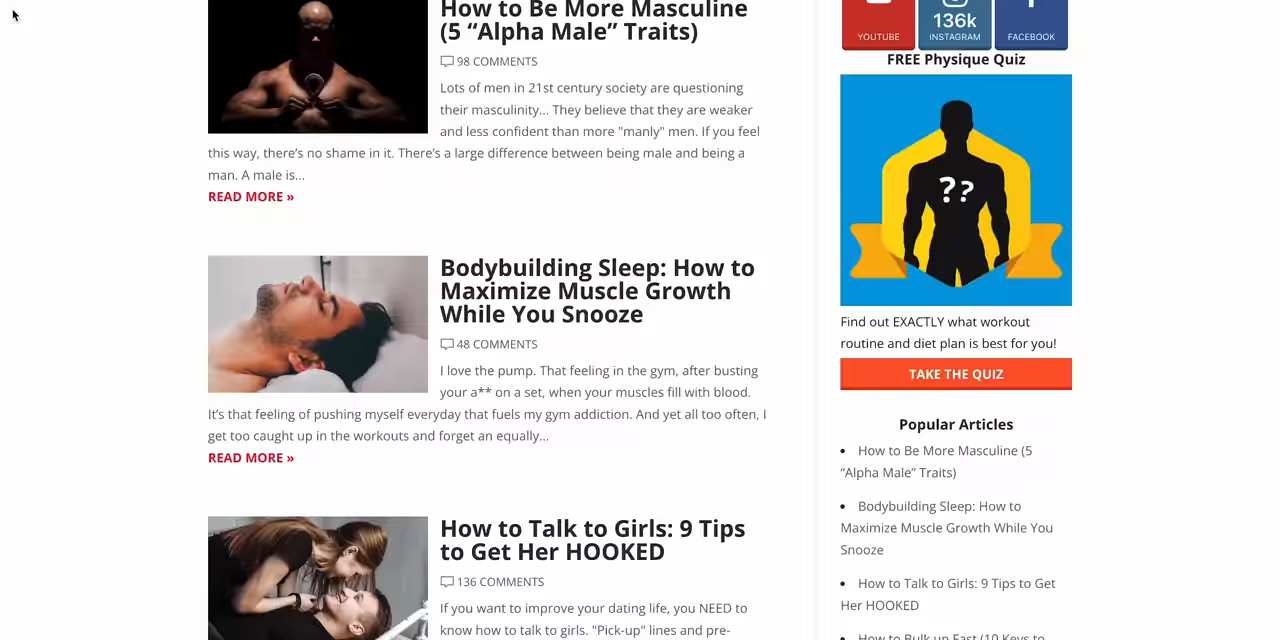 How to Be More Masculine
(5 “Alpha Male” Traits)
98 COMMENTS
Lots of men in 21st century society are questioning
their masculinity... They believe that they are weaker
and less confident than more "manly" men. If you feel
this way, there’s no shame in it. There’s a large difference between being male and being a
man. A male is...
READ MORE »
Bodybuilding Sleep: How to
Maximize Muscle Growth
While You Snooze
48 COMMENTS
I love the pump. That feeling in the gym, after busting
your a** on a set, when your muscles fill with blood.
It’s that feeling of pushing myself everyday that fuels my gym addiction. And yet all too often, I
get too caught up in the workouts and forget an equally...
READ MORE »
How to Talk to Girls: 9 Tips
to Get Her HOOKED
136 COMMENTS
If you want to improve your dating life, you NEED to
know how to talk to girls. "Pick-up" lines and pre-
136k
YOUTUBE
INSTAGRAM
FACEBOOK
FREE Physique Quiz
??
Find out EXACTLY what workout
routine and diet plan is best for you!
TAKE THE QUIZ
Popular Articles
How to Be More Masculine (5
“Alpha Male” Traits)
Bodybuilding Sleep: How to
Maximize Muscle Growth While You
Snooze
How to Talk to Girls: 9 Tips to Get
Her HOOKED
How to Bulk up Fast (10 Keys to